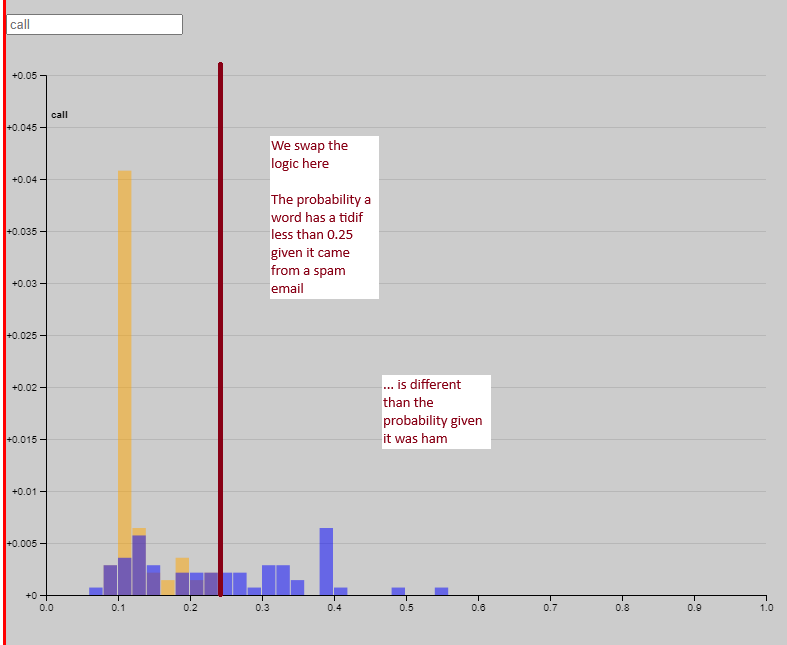 call
+0.05
call
+0.045
+0.04
+0.035
+0.03
+0.025
+0.02
+0.015
+0.01
+0.005
+0
0.0 0.1 0.2 0.3 0.4 0.5 0.6 0.7 0.8 0.9 1.0
We swap the
logic here
The probability a
word has a tidif
less than 0.25
given it came
from a spam
email
... is different
than the
probability given
it was ham